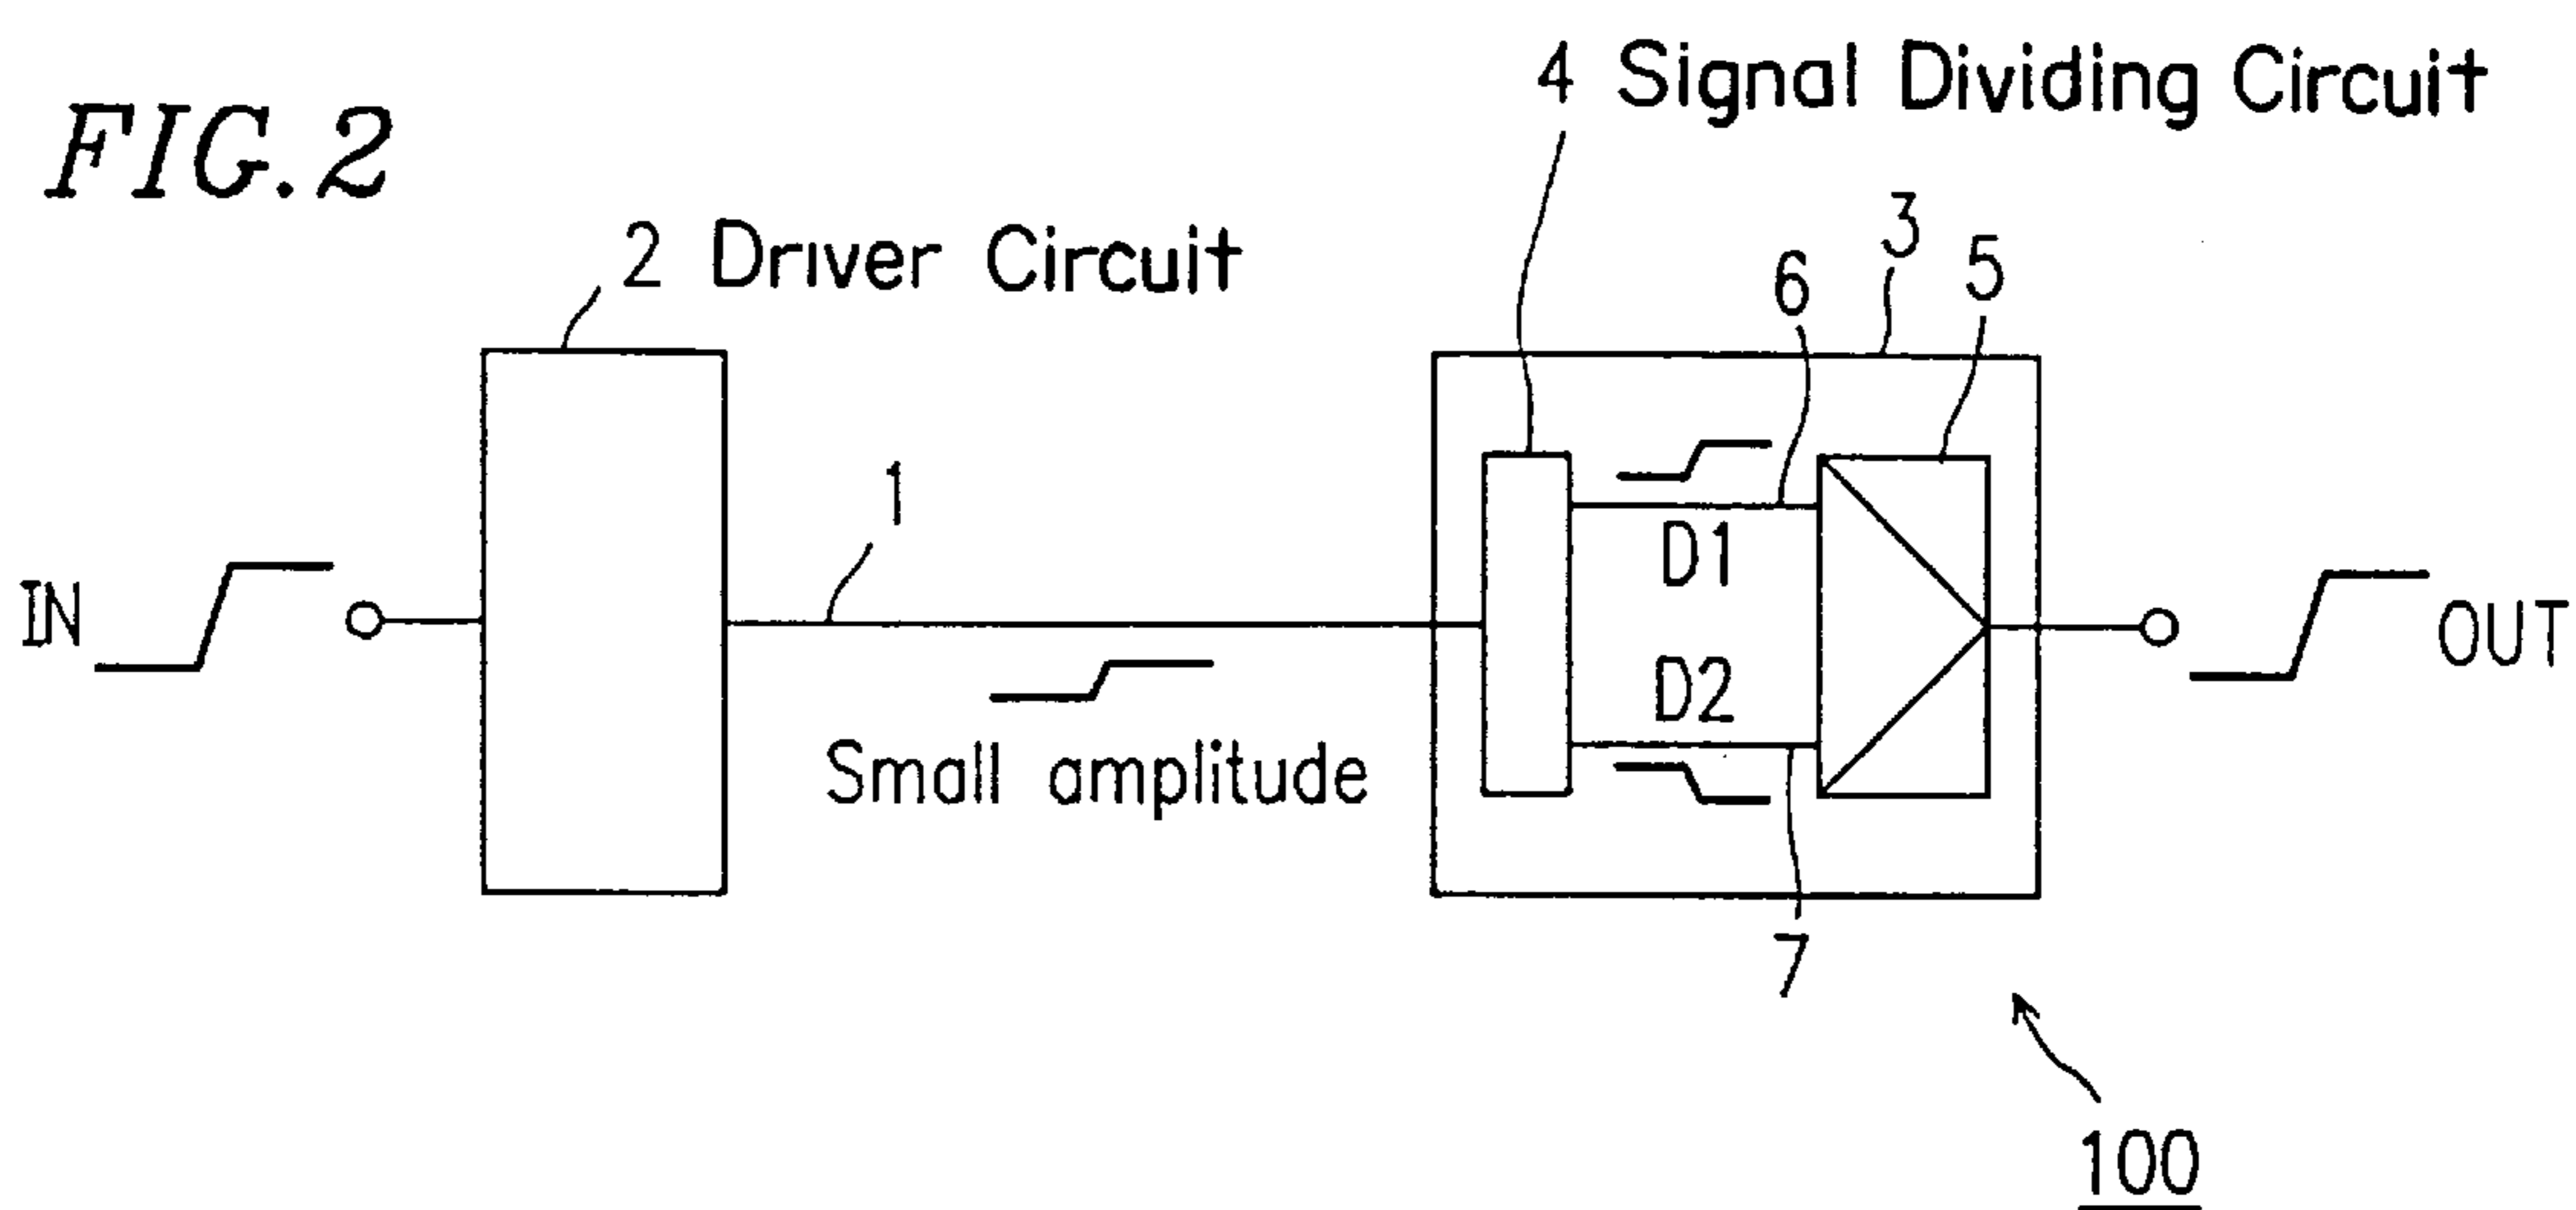 FIG.2
4 Signal Dividing Circuit
2 Driver Circuit
3
6
5
1
IN
D1
OUT
D2
Small amplitude
7
100